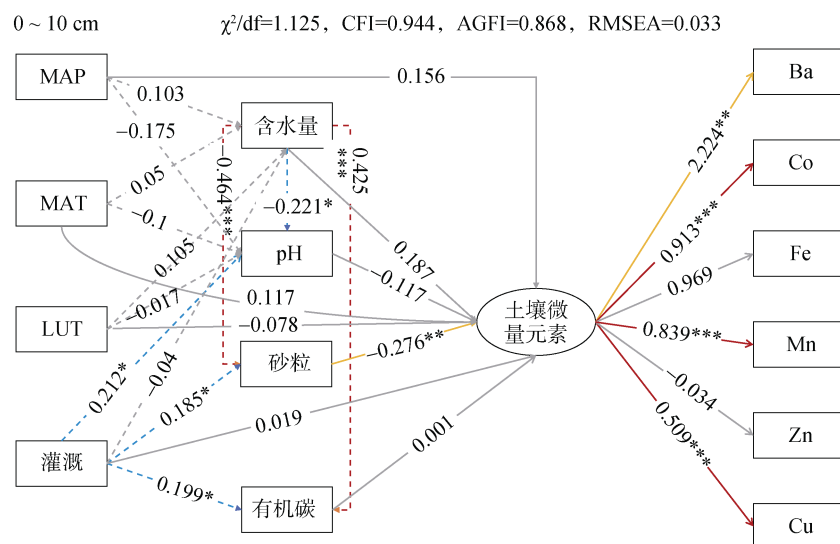 0 ~ 10 cm
χ²/df=1.125, CFI=0.944, AGFI=0.868, RMSEA=0.033
MAP
MAT
LUT
灌溉
含水量
pH
砂粒
有机碳
土壤微
量元素
Ba
Co
Fe
Mn
Zn
Cu
0.156
0.103
−0.175
0.05
−0.1
0.105
−0.017
−0.04
0.212*
0.185*
0.199*
−0.464***
0.425
***
−0.221*
0.187
−0.117
0.117
−0.078
−0.276**
0.019
0.001
2.224**
0.913***
0.969
0.839***
−0.034
0.509***